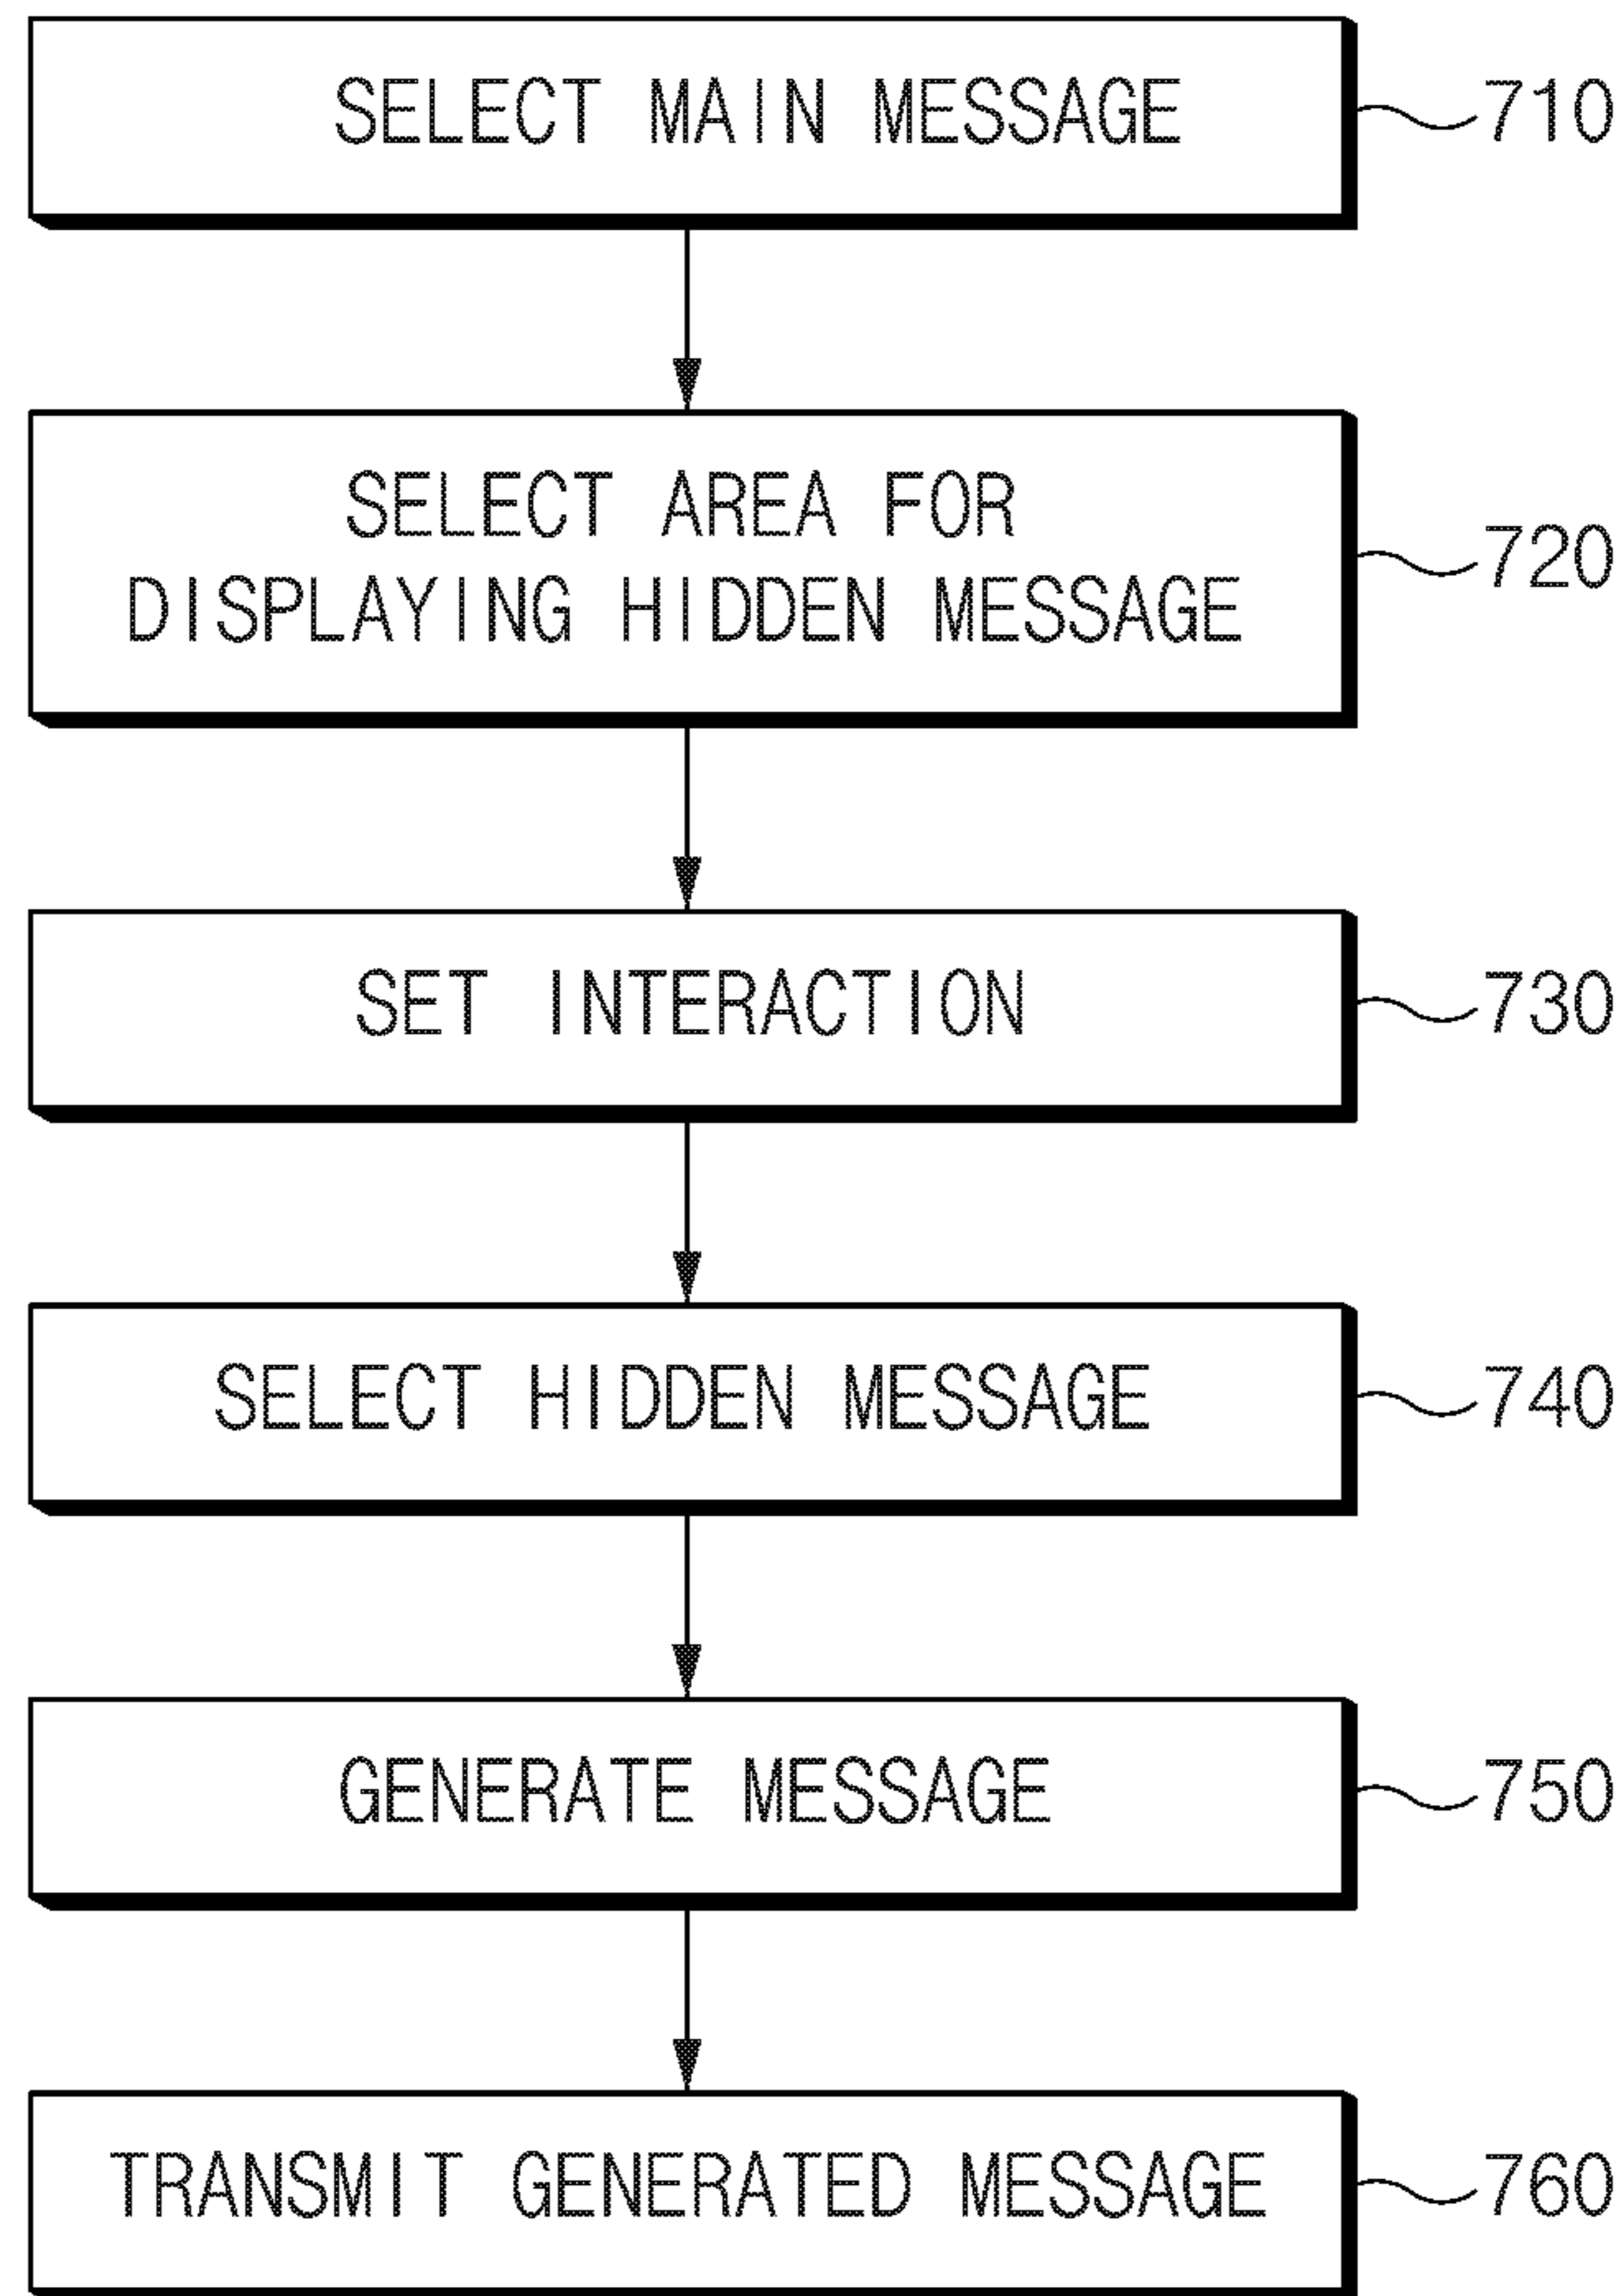 SELECT MAIN MESSAGE
710
SELECT AREA FOR
DISPLAYING HIDDEN MESSAGE
720
SET INTERACTION
730
SELECT HIDDEN MESSAGE
740
GENERATE MESSAGE
750
TRANSMIT GENERATED MESSAGE
760